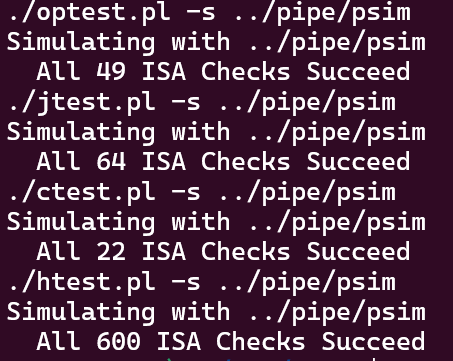 ./optest.pl -s ../pipe/psim
Simulating with ../pipe/psim
  All 49 ISA Checks Succeed
./jtest.pl -s ../pipe/psim
Simulating with ../pipe/psim
  All 64 ISA Checks Succeed
./ctest.pl -s ../pipe/psim
Simulating with ../pipe/psim
  All 22 ISA Checks Succeed
./htest.pl -s ../pipe/psim
Simulating with ../pipe/psim
  All 600 ISA Checks Succeed